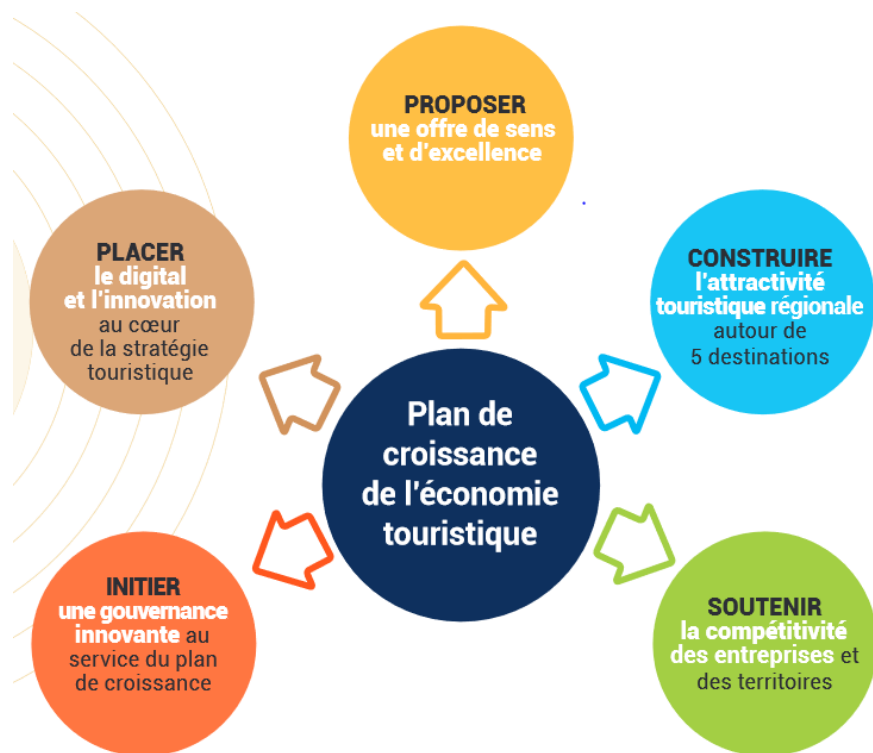 PROPOSER
une offre de sens
et d'excellence
PLACER
le digital
et l'innovation
au cœur
de la stratégie
touristique
CONSTRUIRE
l'attractivité
touristique régionale
autour de
5 destinations
Plan de
croissance
de l'économie
touristique
INITIER
une gouvernance
innovante au
service du plan
de croissance
SOUTENIR
la compétitivité
des entreprises et
des territoires